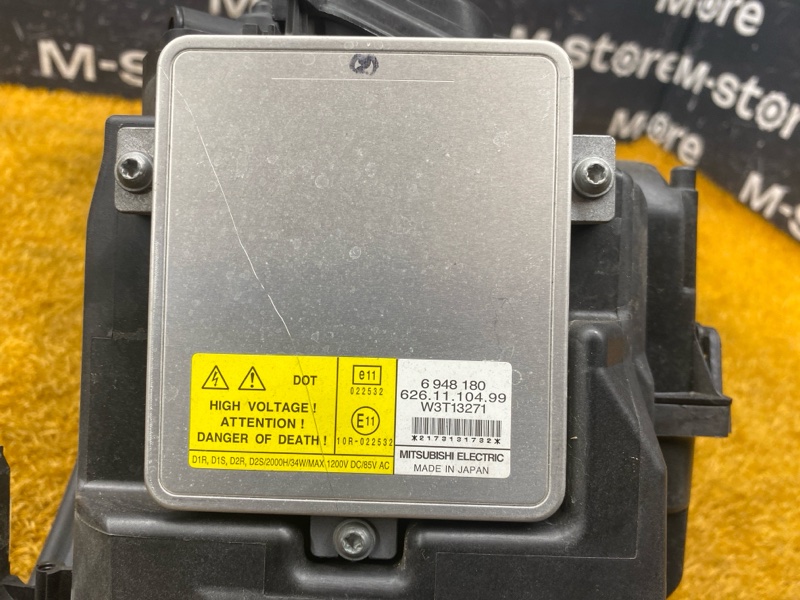 More
M-store
M-store
M-store
More
M-st
DOT
HIGH VOLTAGE!
ATTENTION!
DANGER OF DEATH!
D1R, D1S, D2R, D2S/2000H/34W/MAX.1200V DC/85V AC
e11
022532
E11
10R-022532
6 948 180
626.11.104.99
W3T13271
*2173131732*
MITSUBISHI ELECTRIC
MADE IN JAPAN